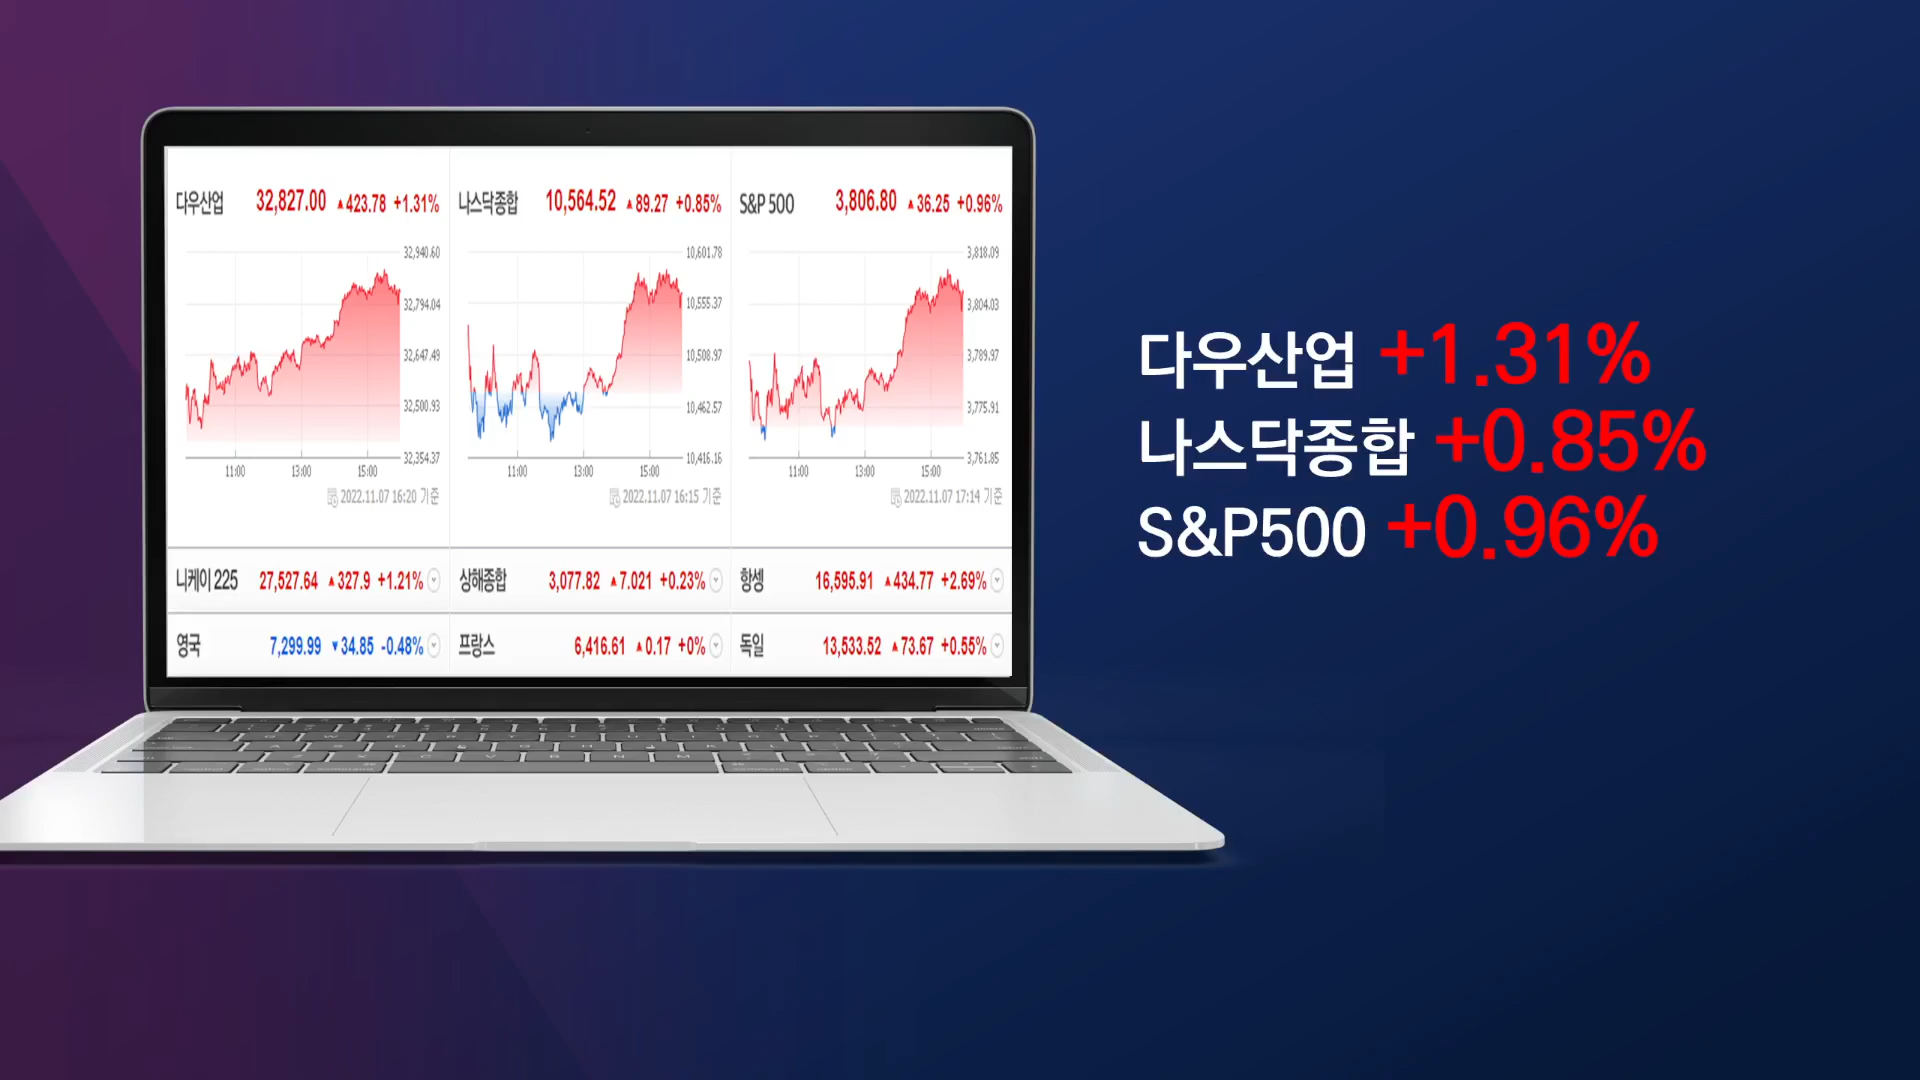 다우산업 32,827.00 ▲423.78 +1.31%
32,940.60
32,794.04
32,647.49
32,500.93
32,354.37
11:00 13:00 15:00
2022.11.07 16:20 기준
나스닥종합 10,564.52 ▲89.27 +0.85%
10,601.78
10,555.37
10,508.97
10,462.57
10,416.16
11:00 13:00 15:00
2022.11.07 16:15 기준
S&P 500 3,806.80 ▲36.25 +0.96%
3,818.09
3,804.03
3,789.97
3,775.91
3,761.85
11:00 13:00 15:00
2022.11.07 17:14 기준
니케이 225 27,527.64 ▲327.9 +1.21%
상해종합 3,077.82 ▲7.021 +0.23%
항셍 16,595.91 ▲434.77 +2.69%
영국 7,299.99 ▼34.85 -0.48%
프랑스 6,416.61 ▲0.17 +0%
독일 13,533.52 ▲73.67 +0.55%
다우산업 +1.31%
나스닥종합 +0.85%
S&P500 +0.96%